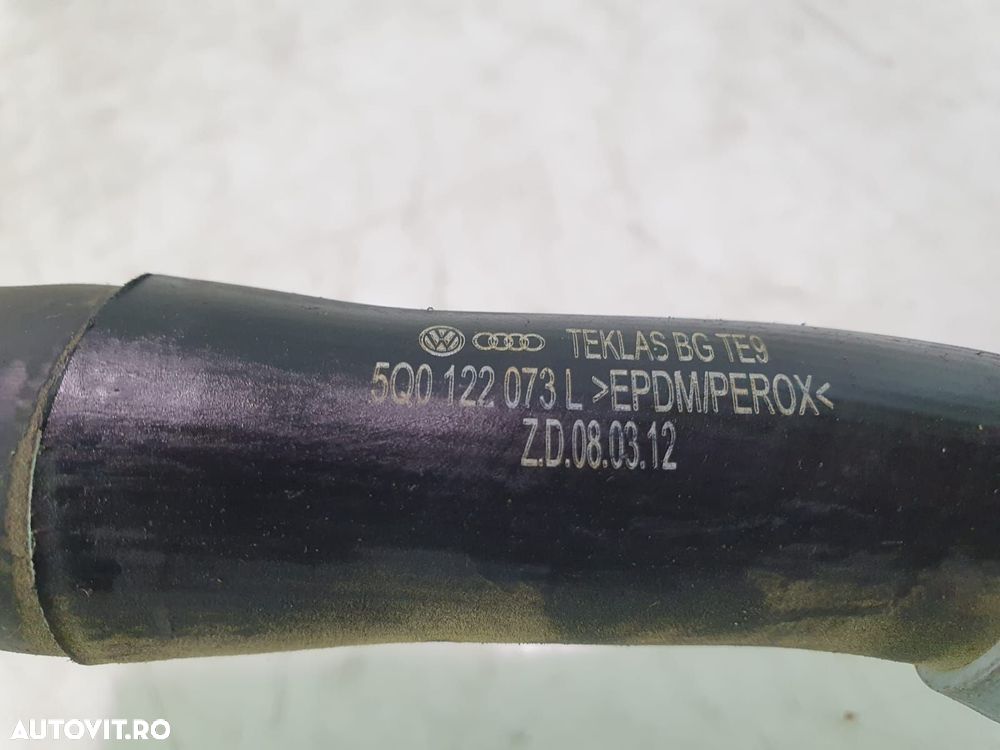 TEKLAS BG TE9
5Q0 122 073 L >EPDM/PEROX<
Z.D.08.03.12
AUTOVIT.RO